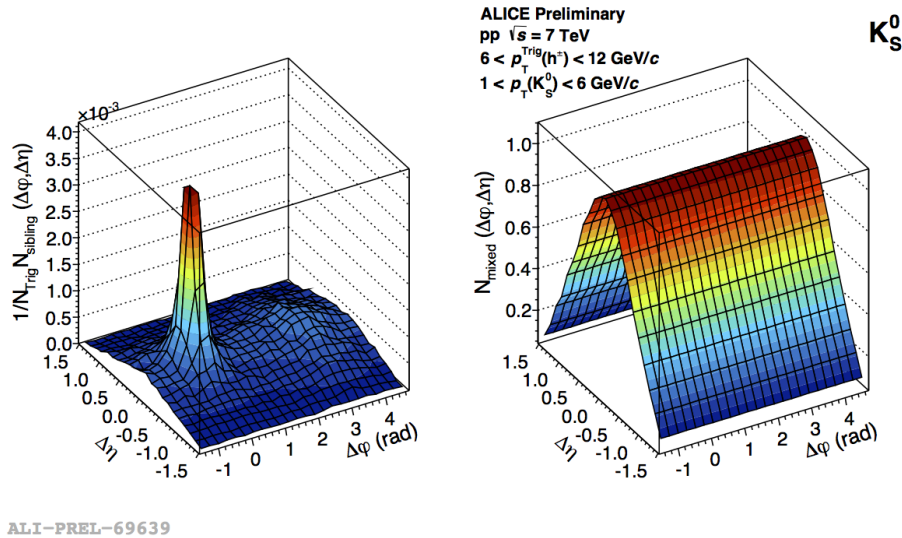 ALICE Preliminary
pp √s = 7 TeV
6 < p_T^Trig(h^±) < 12 GeV/c
1 < p_T(K_S^0) < 6 GeV/c
K_S^0
×10^-3
1/N_Trig N_sibling (Δφ,Δη)
4.0
3.5
3.0
2.5
2.0
1.5
1.0
0.5
0.0
1.5
1.0
0.5
0.0
-0.5
-1.0
-1.5
Δη
-1 0 1 2 3 4
Δφ (rad)
N_mixed (Δφ,Δη)
1.0
0.8
0.6
0.4
0.2
1.5
1.0
0.5
0.0
-0.5
-1.0
-1.5
Δη
-1 0 1 2 3 4
Δφ (rad)
ALI-PREL-69639